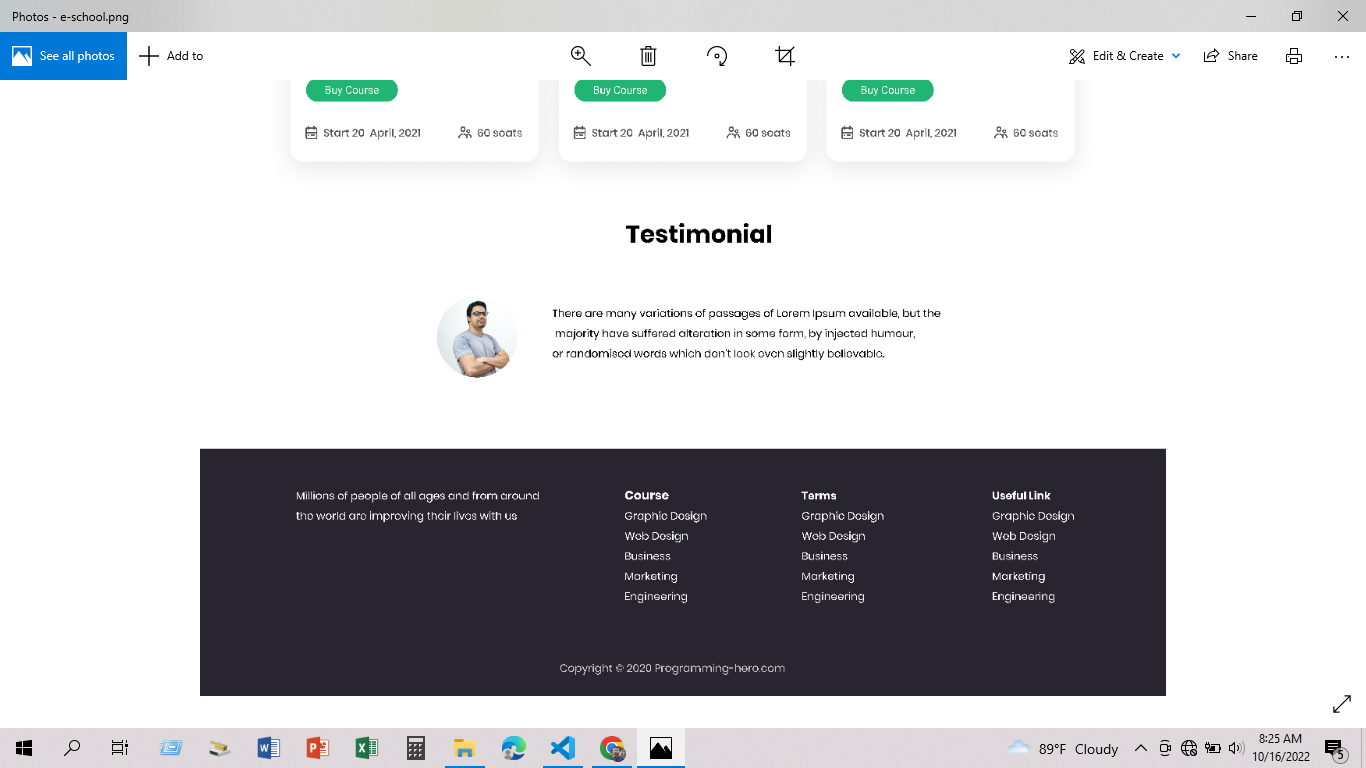 Photos - e-school.png
See all photos
Add to
Edit & Create
Share
Buy Course
Buy Course
Buy Course
Start 20 April, 2021
60 seats
Start 20 April, 2021
60 seats
Start 20 April, 2021
60 seats
Testimonial
There are many variations of passages of Lorem Ipsum available, but the
majority have suffered alteration in some form, by injected humour,
or randomised words which don't look even slightly believable.
Millions of people of all ages and from around
the world are improving their lives with us
Course
Graphic Design
Web Design
Business
Marketing
Engineering
Terms
Graphic Design
Web Design
Business
Marketing
Engineering
Useful Link
Graphic Design
Web Design
Business
Marketing
Engineering
Copyright © 2020 Programming-hero.com
89°F Cloudy
8:25 AM
10/16/2022
5